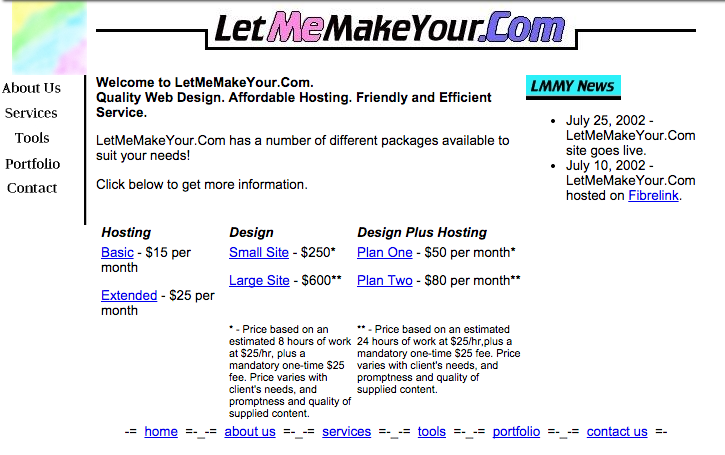 LetMeMakeYour.Com
About Us
Services
Tools
Portfolio
Contact
Welcome to LetMeMakeYour.Com.
Quality Web Design. Affordable Hosting. Friendly and Efficient
Service.
LetMeMakeYour.Com has a number of different packages available to
suit your needs!
Click below to get more information.
LMMY News
• July 25, 2002 -
LetMeMakeYour.Com
site goes live.
• July 10, 2002 -
LetMeMakeYour.Com
hosted on Fibrelink.
Hosting
Basic - $15 per
month
Extended - $25 per
month
Design
Small Site - $250*
Large Site - $600**
* - Price based on an
estimated 8 hours of work
at $25/hr, plus a
mandatory one-time $25
fee. Price varies with
client's needs, and
promptness and quality of
supplied content.
Design Plus Hosting
Plan One - $50 per month*
Plan Two - $80 per month**
** - Price based on an estimated
24 hours of work at $25/hr,plus a
mandatory one-time $25 fee. Price
varies with client's needs, and
promptness and quality of
supplied content.
-= home =-_-= about us =-_-= services =-_-= tools =-_-= portfolio =-_-= contact us =-